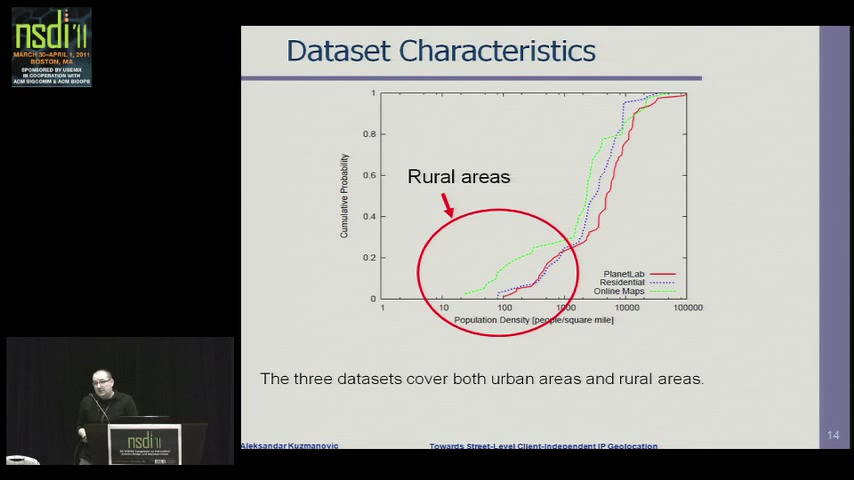 nsdi'11
MARCH 30–APRIL 1, 2011
BOSTON, MA
SPONSORED BY USENIX
IN COOPERATION WITH
ACM SIGCOMM & ACM SIGOPS
Dataset Characteristics
1
0.8
0.6
0.4
0.2
0
Cumulative Probability
Rural areas
PlanetLab
Residential
Online Maps
1
10
100
1000
10000
100000
Population Density [people/square mile]
The three datasets cover both urban areas and rural areas.
14
Aleksandar Kuzmanovic
Towards Street-Level Client-Independent IP Geolocation
nsdi'11